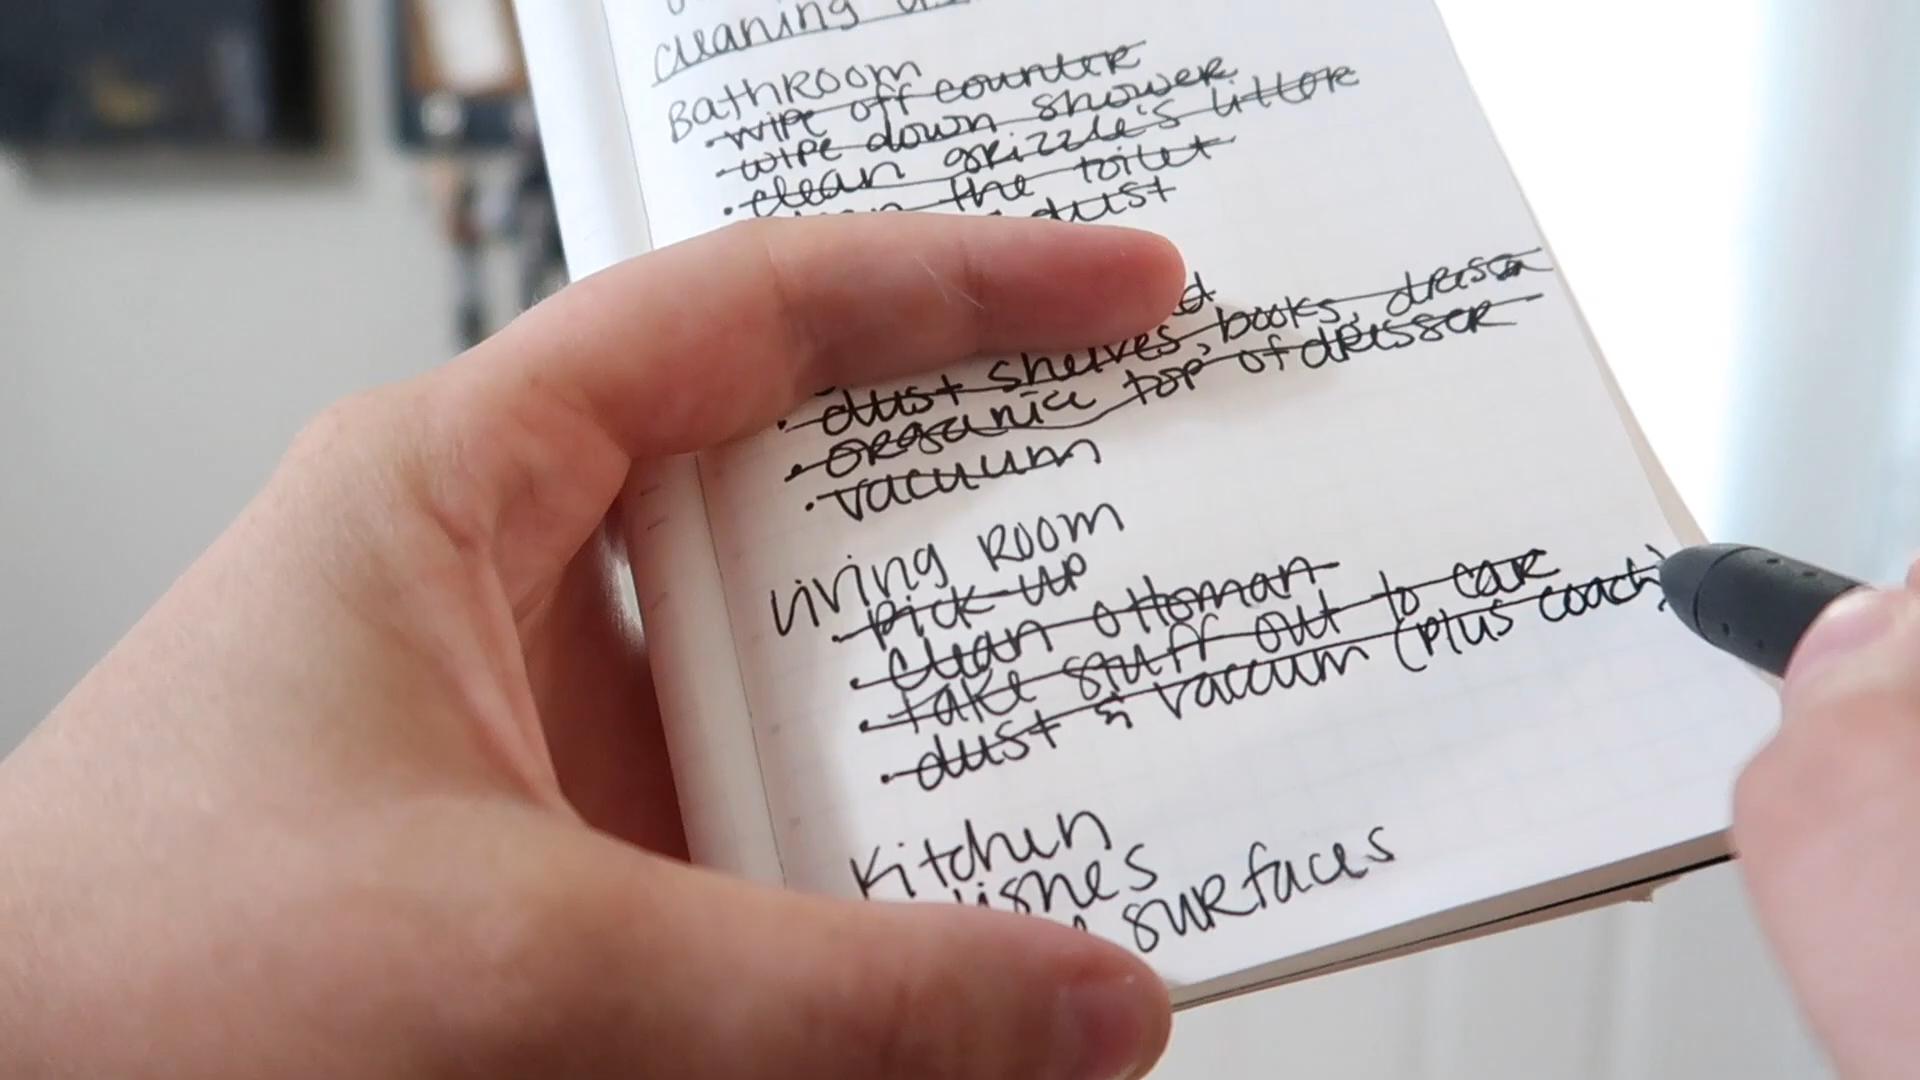 cleaning
BathRoom
· wipe off counteR
· wipe down showeR
· clean gRizzle's litteR
the toilet
dust
· dust shelves, books, dResseR
· oRganize top of dResseR
· vacuum
Living Room
· pick-up
· clean ottoman
· take stuff out to caR
· dust & vaccum (plus coach)
Kitchen
dishes
suRfaces